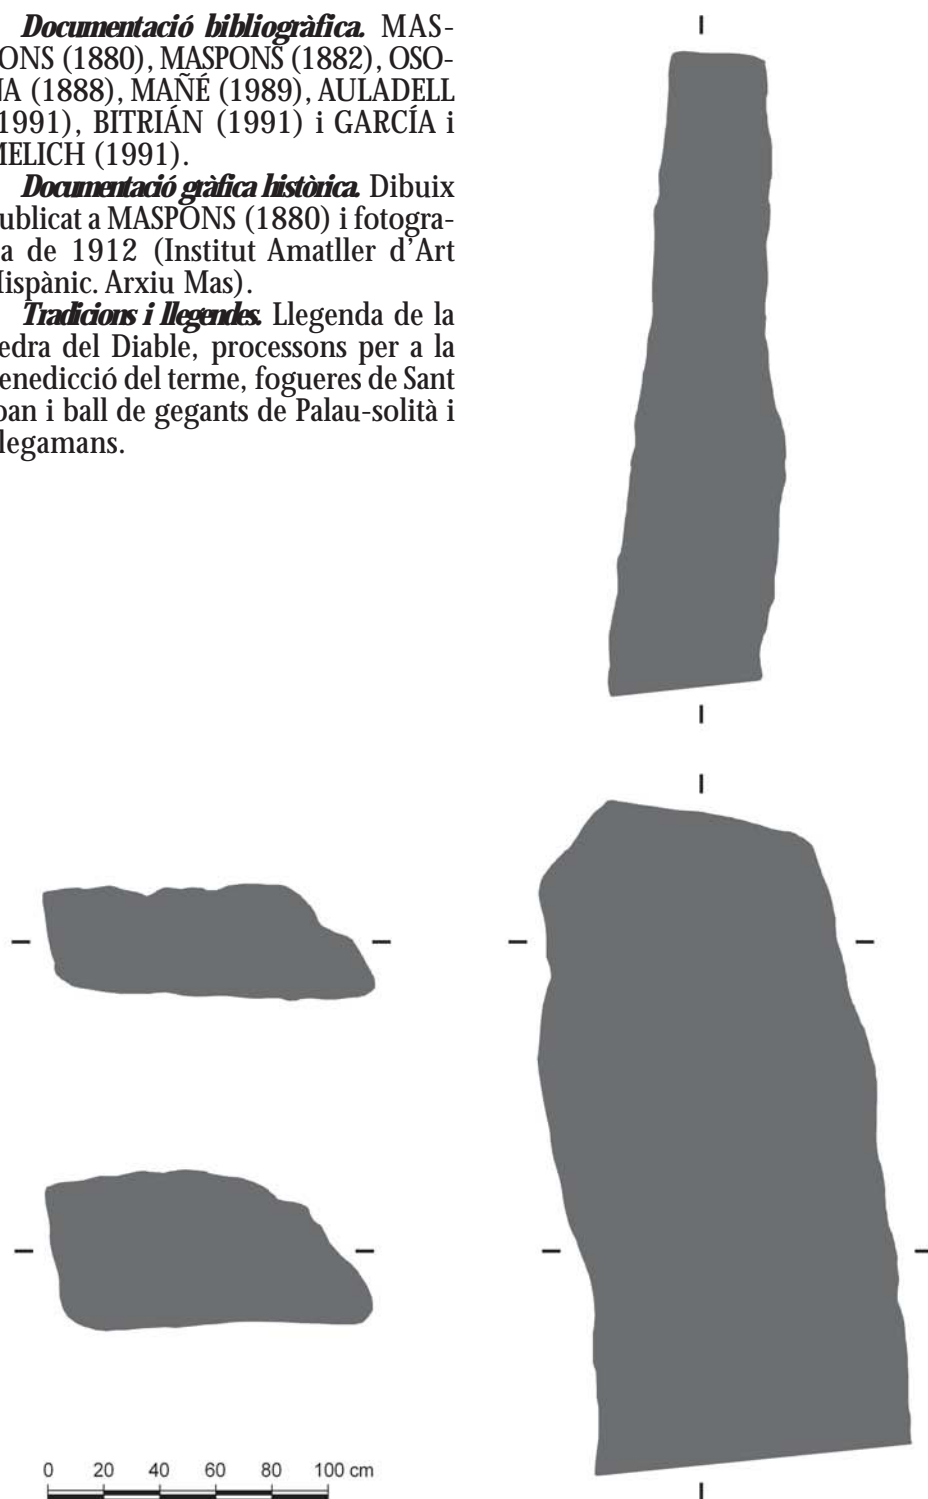 Documentació bibliogràfica. MAS-
ONS (1880), MASPONS (1882), OSO-
NA (1888), MAÑÉ (1989), AULADELL
1991), BITRIÁN (1991) i GARCÍA i
MELICH (1991).
Documentació gràfica històrica. Dibuix
ublicat a MASPONS (1880) i fotogra-
a de 1912 (Institut Amatller d'Art
Hispànic. Arxiu Mas).
Tradicions i llegendes. Llegenda de la
edra del Diable, processons per a la
enedicció del terme, fogueres de Sant
oan i ball de gegants de Palau-solità i
legamans.
0 20 40 60 80 100 cm